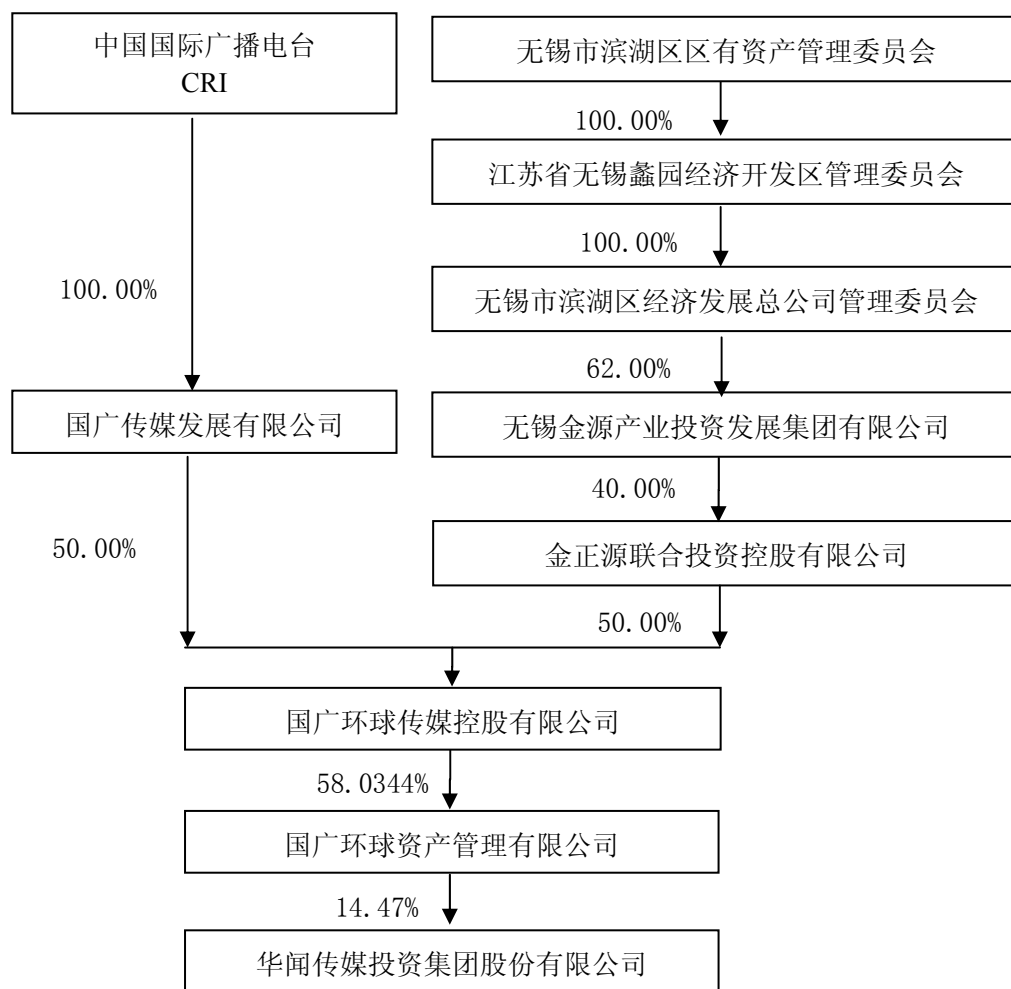 中国国际广播电台
CRI
无锡市滨湖区区有资产管理委员会
100.00%
江苏省无锡蠡园经济开发区管理委员会
100.00%
100.00%
无锡市滨湖区经济发展总公司管理委员会
62.00%
国广传媒发展有限公司
无锡金源产业投资发展集团有限公司
40.00%
50.00%
金正源联合投资控股有限公司
50.00%
国广环球传媒控股有限公司
58.0344%
国广环球资产管理有限公司
14.47%
华闻传媒投资集团股份有限公司